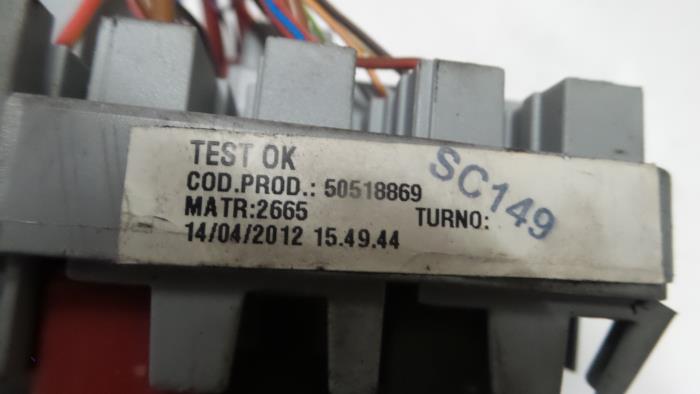 TEST OK
COD.PROD.: 50518869
MATR:2665 TURNO:
14/04/2012 15.49.44
SC149